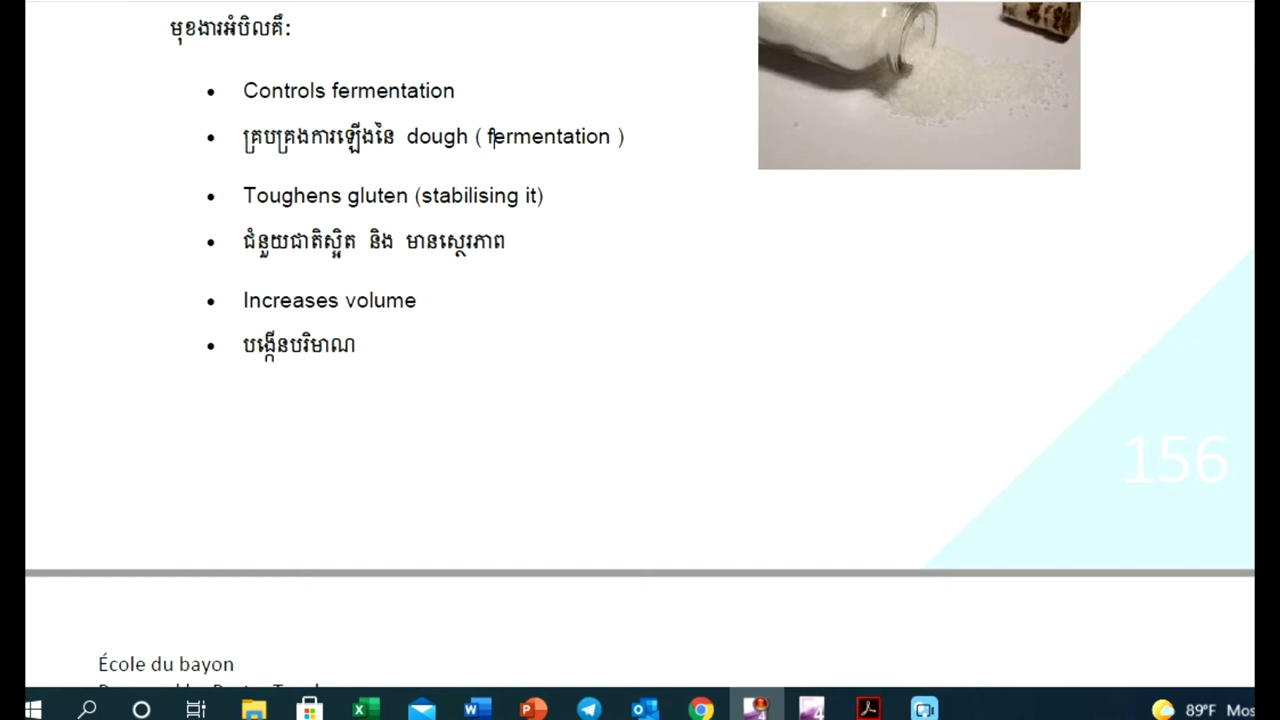 មុខងារអំបិលគឺ:
• Controls fermentation
• គ្រប់គ្រងការឡើងនៃ dough ( fermentation )
• Toughens gluten (stabilising it)
• ជំនួយជាតិស្អិត និង មានស្ថេរភាព
• Increases volume
• បង្កើនបរិមាណ
156
École du bayon
89°F Mos